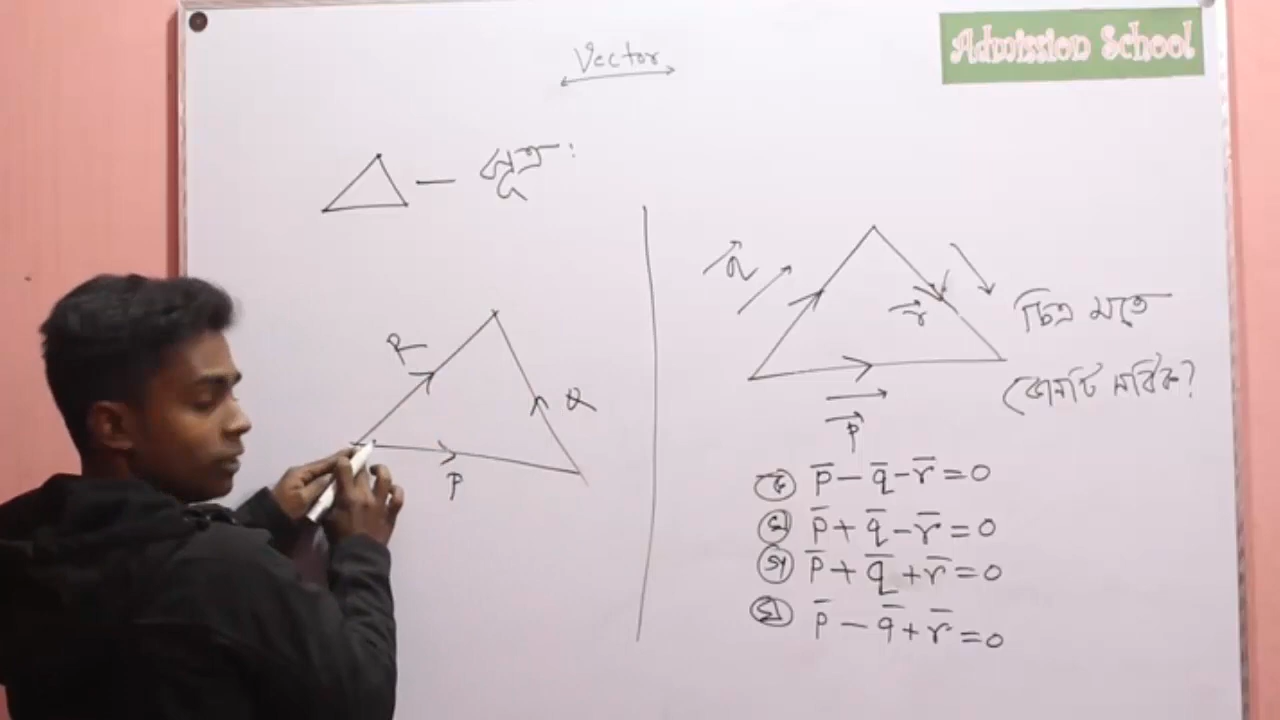 Vector
Admission School
সূত্র:
R
Q
P
q
r
P
চিত্র মতে
কোনটি সঠিক?
ক p̅ - q̅ - r̅ = 0
খ p̅ + q̅ - r̅ = 0
গ p̅ + q̅ + r̅ = 0
ঘ p̅ - q̅ + r̅ = 0